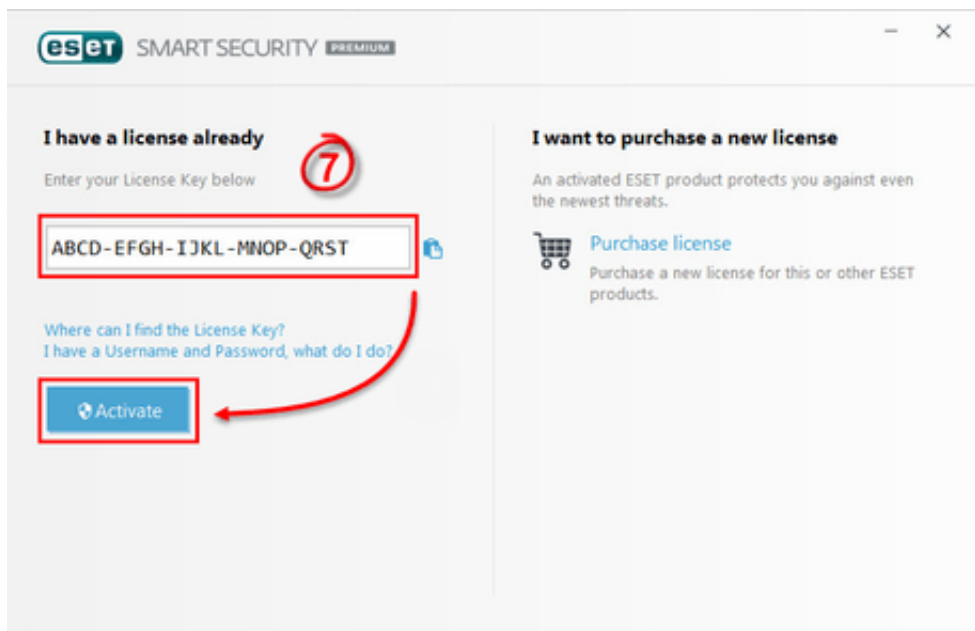 eset SMART SECURITY PREMIUM
I have a license already
7
Enter your License Key below
ABCD-EFGH-IJKL-MNOP-QRST
Where can I find the License Key?
I have a Username and Password, what do I do?
Activate
I want to purchase a new license
An activated ESET product protects you against even
the newest threats.
Purchase license
Purchase a new license for this or other ESET
products.